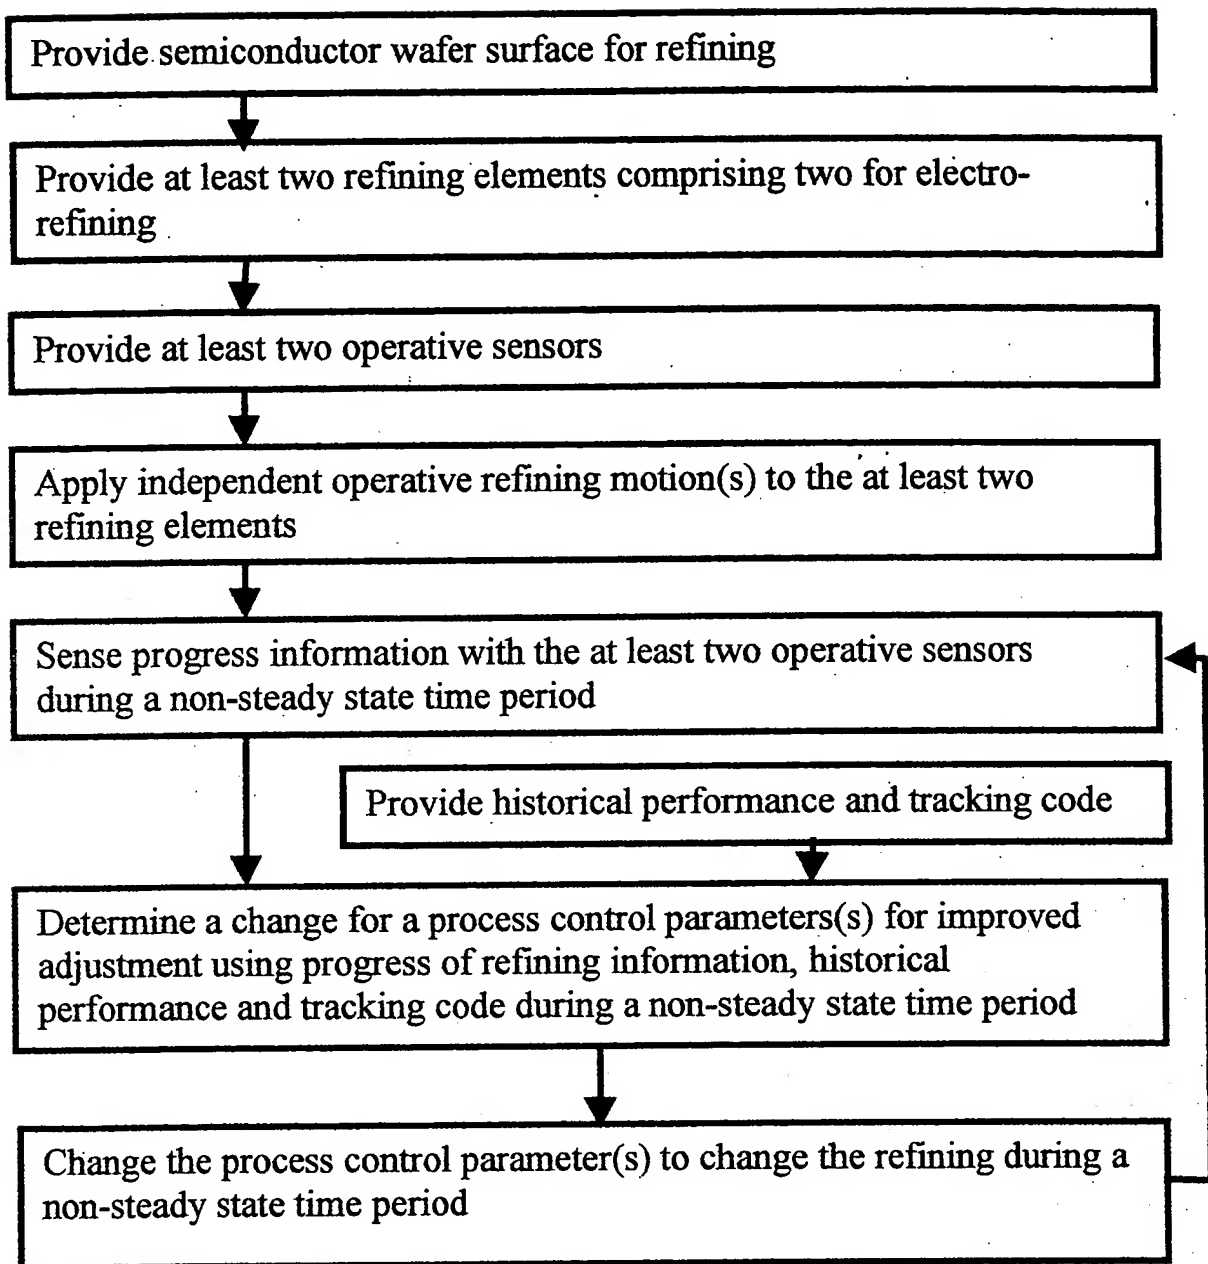 Provide semiconductor wafer surface for refining
Provide at least two refining elements comprising two for electro-
refining
Provide at least two operative sensors
Apply independent operative refining motion(s) to the at least two
refining elements
Sense progress information with the at least two operative sensors
during a non-steady state time period
Provide historical performance and tracking code
Determine a change for a process control parameters(s) for improved
adjustment using progress of refining information, historical
performance and tracking code during a non-steady state time period
Change the process control parameter(s) to change the refining during a
non-steady state time period